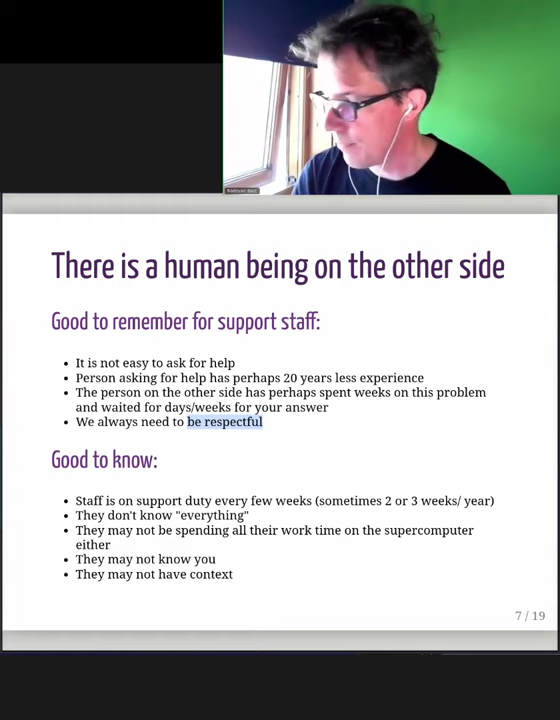 Radovan Bast
There is a human being on the other side
Good to remember for support staff:
• It is not easy to ask for help
• Person asking for help has perhaps 20 years less experience
• The person on the other side has perhaps spent weeks on this problem
and waited for days/weeks for your answer
• We always need to be respectful
Good to know:
• Staff is on support duty every few weeks (sometimes 2 or 3 weeks/ year)
• They don't know "everything"
• They may not be spending all their work time on the supercomputer
either
• They may not know you
• They may not have context
7 / 19